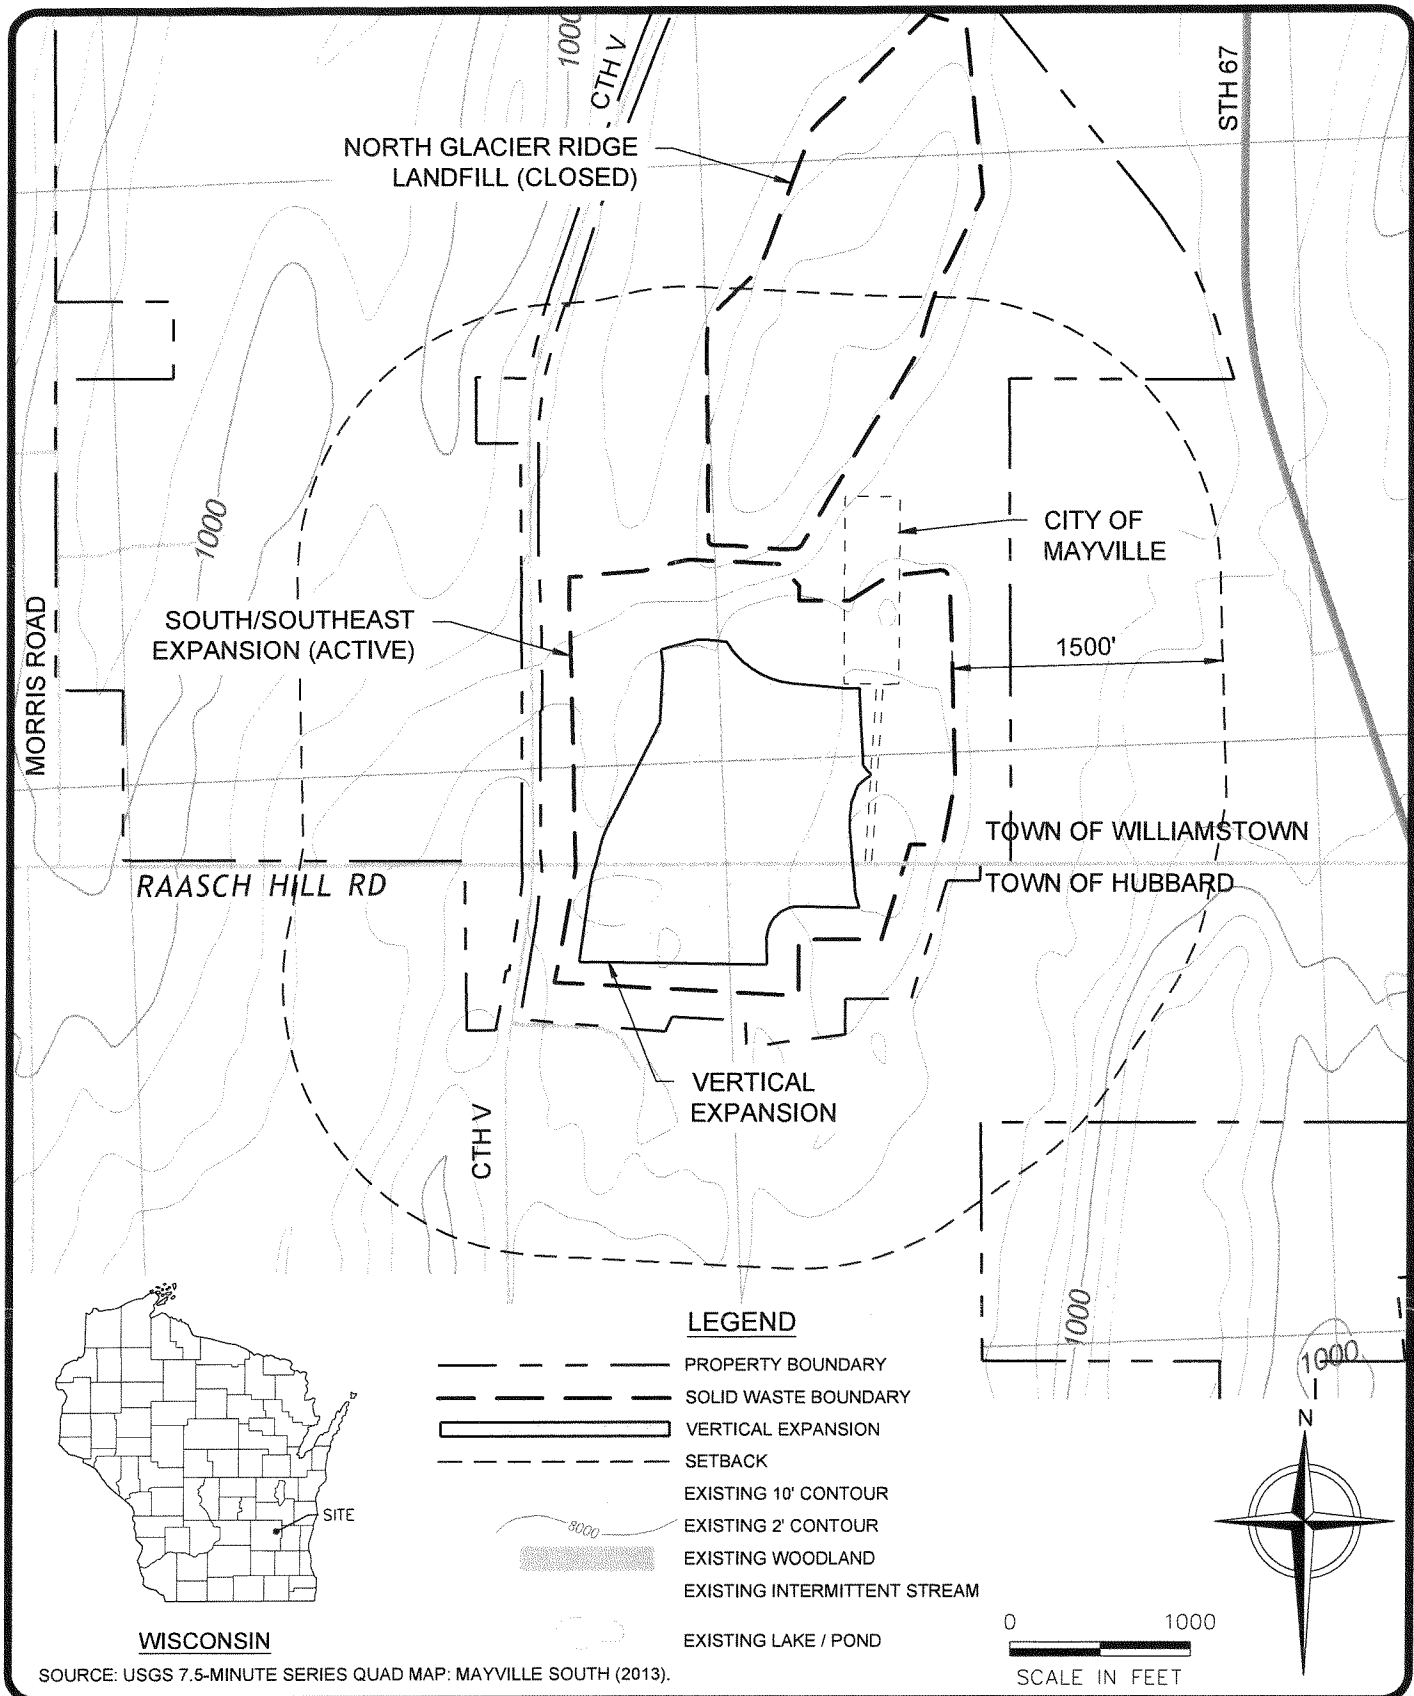 1000
CTH V
STH 67
NORTH GLACIER RIDGE
LANDFILL (CLOSED)
1000
CITY OF
MAYVILLE
SOUTH/SOUTHEAST
EXPANSION (ACTIVE)
MORRIS ROAD
1500'
TOWN OF WILLIAMSTOWN
RAASCH HILL RD
TOWN OF HUBBARD
VERTICAL
EXPANSION
CTH V
1000
1000
LEGEND
PROPERTY BOUNDARY
SOLID WASTE BOUNDARY
VERTICAL EXPANSION
SETBACK
EXISTING 10' CONTOUR
8000
EXISTING 2' CONTOUR
EXISTING WOODLAND
EXISTING INTERMITTENT STREAM
EXISTING LAKE / POND
SITE
WISCONSIN
N
0 1000
SCALE IN FEET
SOURCE: USGS 7.5-MINUTE SERIES QUAD MAP: MAYVILLE SOUTH (2013).